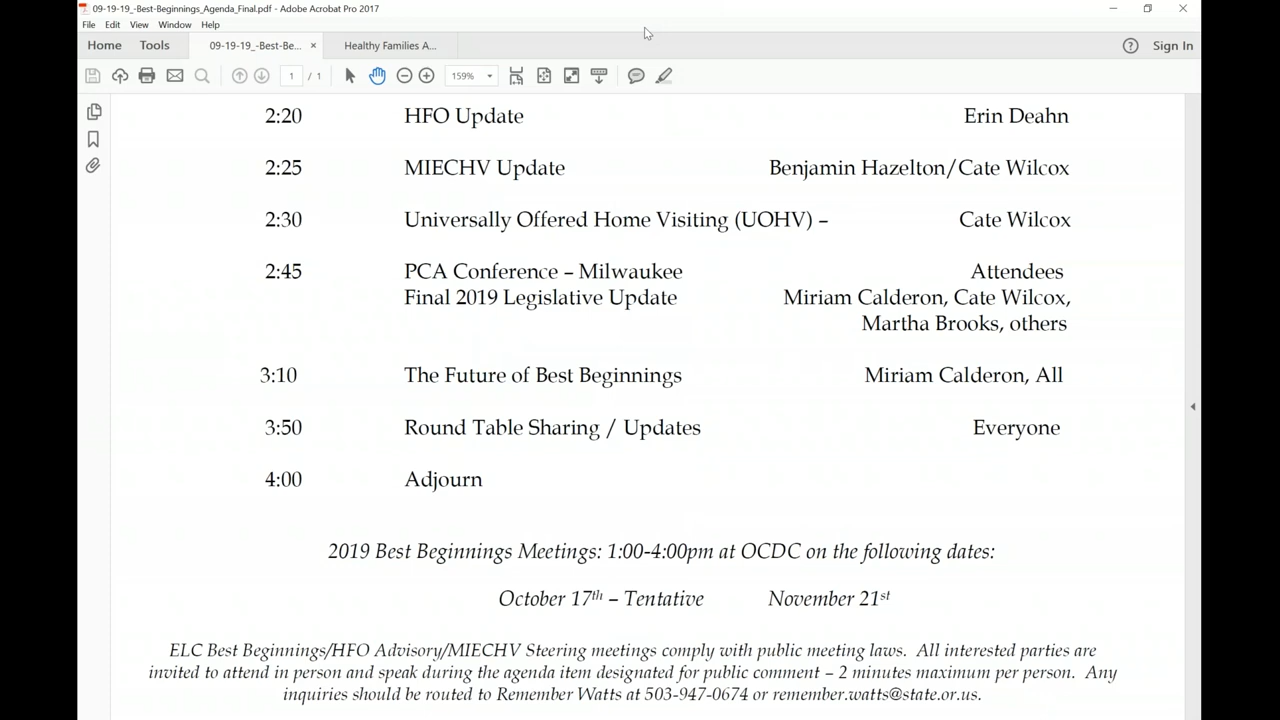 09-19-19_-Best-Beginnings_Agenda_Final.pdf - Adobe Acrobat Pro 2017
File Edit View Window Help
Home Tools 09-19-19_-Best-Be... × Healthy Families A... Sign In
1 / 1 159%
2:20 HFO Update Erin Deahn
2:25 MIECHV Update Benjamin Hazelton/Cate Wilcox
2:30 Universally Offered Home Visiting (UOHV) – Cate Wilcox
2:45 PCA Conference – Milwaukee Attendees
Final 2019 Legislative Update Miriam Calderon, Cate Wilcox,
Martha Brooks, others
3:10 The Future of Best Beginnings Miriam Calderon, All
3:50 Round Table Sharing / Updates Everyone
4:00 Adjourn
2019 Best Beginnings Meetings: 1:00-4:00pm at OCDC on the following dates:
October 17th – Tentative November 21st
ELC Best Beginnings/HFO Advisory/MIECHV Steering meetings comply with public meeting laws. All interested parties are
invited to attend in person and speak during the agenda item designated for public comment – 2 minutes maximum per person. Any
inquiries should be routed to Remember Watts at 503-947-0674 or remember.watts@state.or.us.